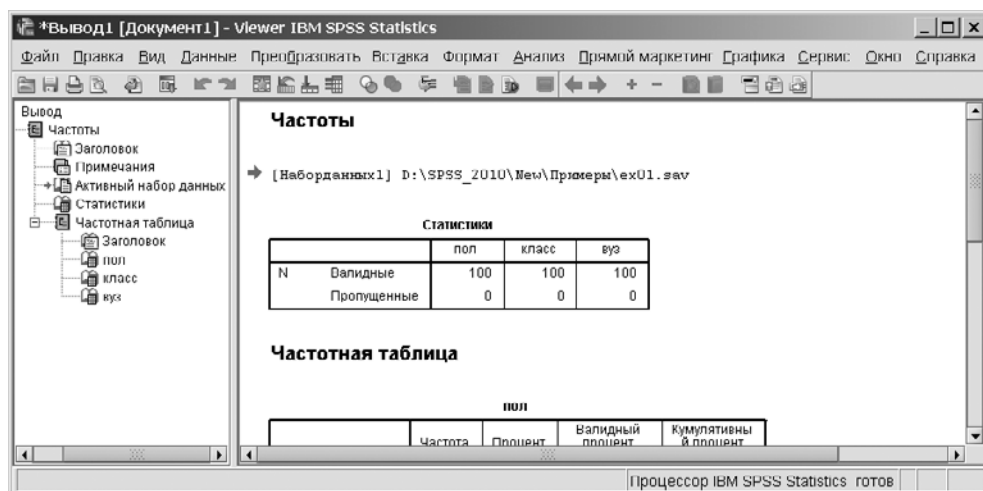 *Вывод1 [Документ1] - Viewer IBM SPSS Statistics
Файл Правка Вид Данные Преобразовать Вставка Формат Анализ Прямой маркетинг Графика Сервис Окно Справка
Вывод
Частоты
Заголовок
Примечания
Активный набор данных
Статистики
Частотная таблица
Заголовок
пол
класс
вуз
Частоты
[Наборданных1] D:\SPSS_2010\New\Примеры\ex01.sav
Статистики
пол класс вуз
N Валидные 100 100 100
Пропущенные 0 0 0
Частотная таблица
пол
Частота Процент Валидный процент Кумулятивны й процент
Процессор IBM SPSS Statistics готов